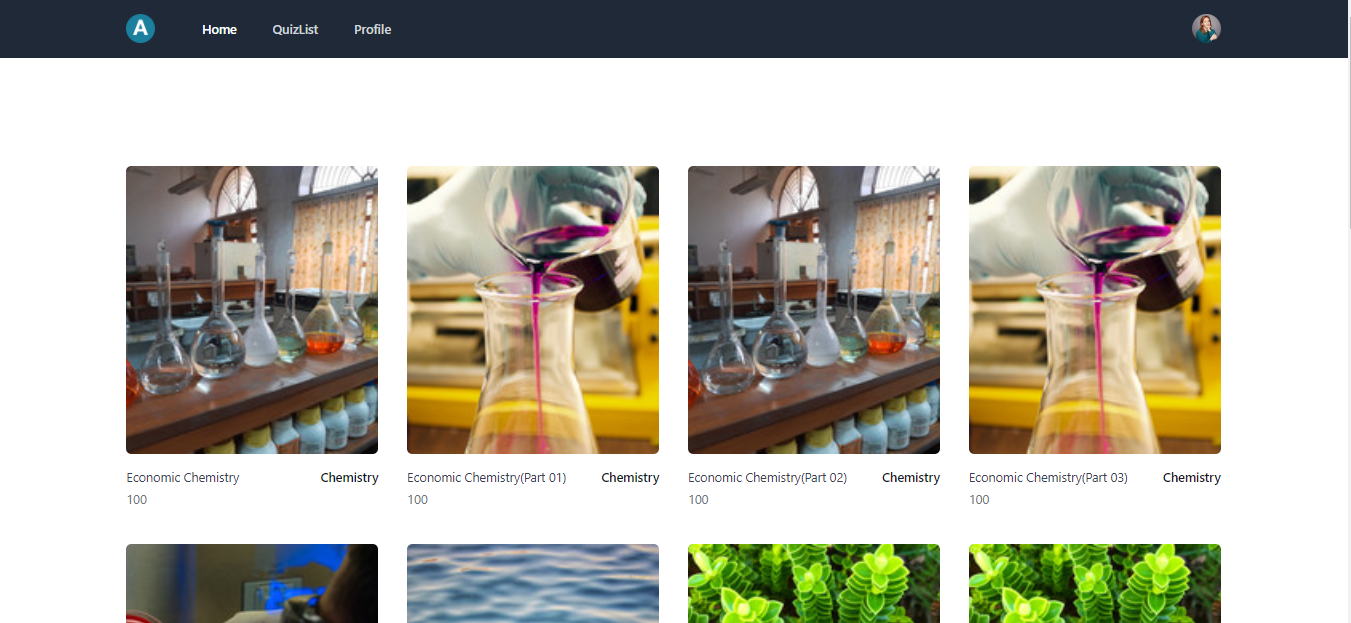 A Home QuizList Profile
Economic Chemistry Chemistry
100
Economic Chemistry(Part 01) Chemistry
100
Economic Chemistry(Part 02) Chemistry
100
Economic Chemistry(Part 03) Chemistry
100